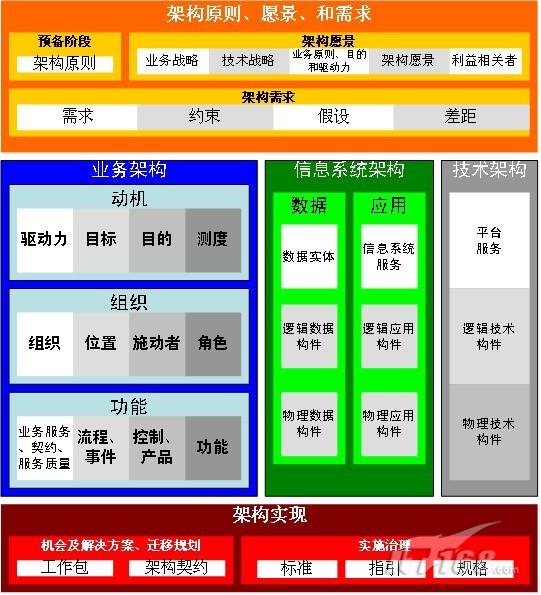 架构原则、愿景、和需求
预备阶段
架构原则
架构愿景
业务战略
技术战略
业务原则、目的
和驱动力
架构愿景
利益相关者
架构需求
需求
约束
假设
差距
业务架构
动机
驱动力
目标
目的
测度
组织
组织
位置
施动者
角色
功能
业务服务
、契约、
服务质量
流程、
事件
控制、
产品
功能
信息系统架构
数据
数据实体
逻辑数据
构件
物理数据
构件
应用
信息系统
服务
逻辑应用
构件
物理应用
构件
技术架构
平台
服务
逻辑技术
构件
物理技术
构件
架构实现
机会及解决方案、迁移规划
工作包
架构契约
实施治理
标准
指引
规格
IT168.com